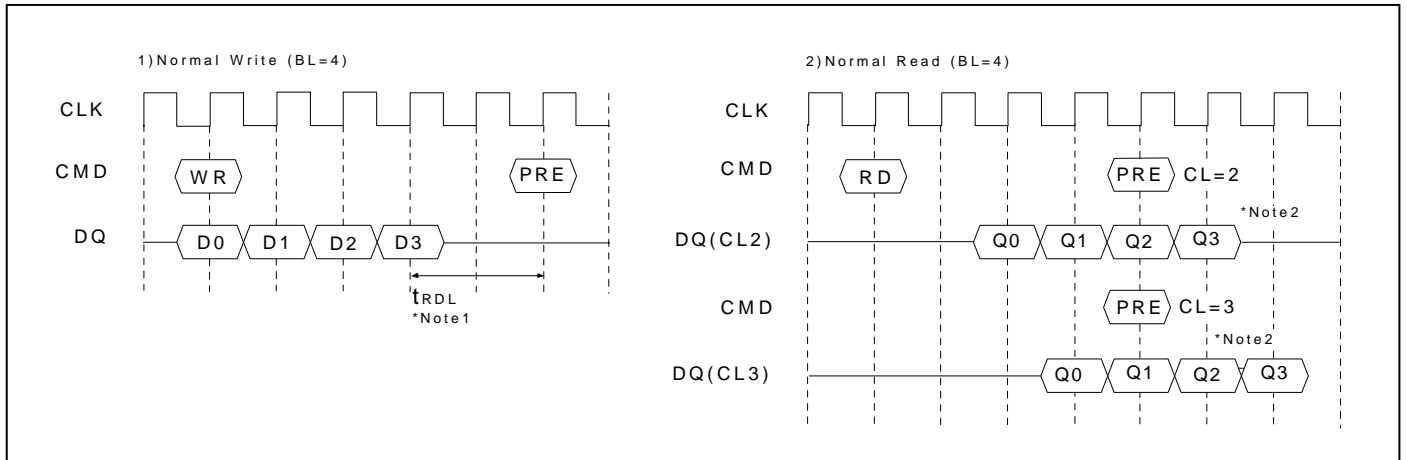 1)Normal Write (BL=4)
CLK
CMD WR PRE
DQ D0 D1 D2 D3
tRDL
*Note1
2)Normal Read (BL=4)
CLK
CMD RD PRE CL=2
*Note2
DQ(CL2) Q0 Q1 Q2 Q3
CMD PRE CL=3
*Note2
DQ(CL3) Q0 Q1 Q2 Q3